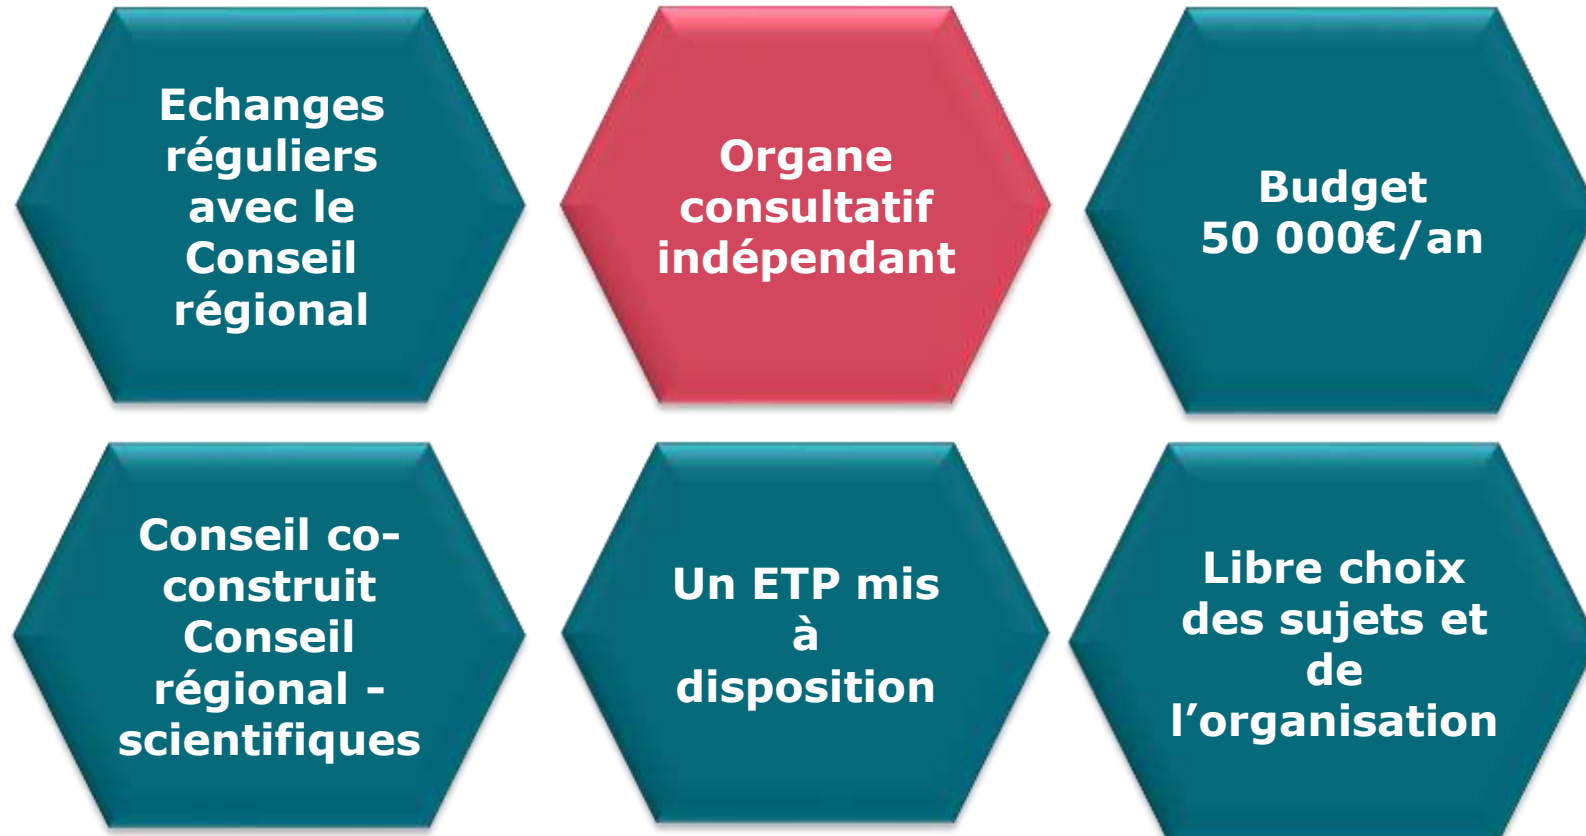 Echanges
réguliers
avec le
Conseil
régional
Organe
consultatif
indépendant
Budget
50 000€/an
Conseil co-
construit
Conseil
régional -
scientifiques
Un ETP mis
à
disposition
Libre choix
des sujets et
de
l’organisation